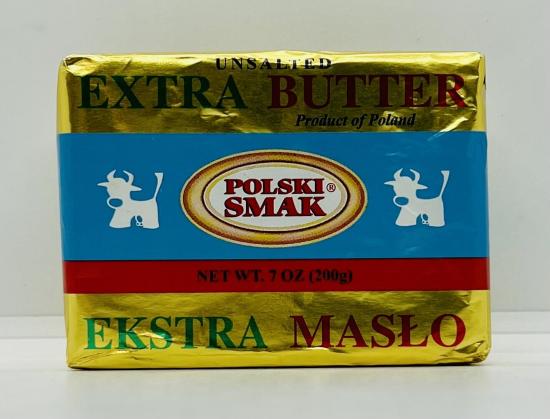 UNSALTED
EXTRA BUTTER
Product of Poland
POLSKI®
SMAK
NET WT. 7 OZ (200g)
EKSTRA MASŁO